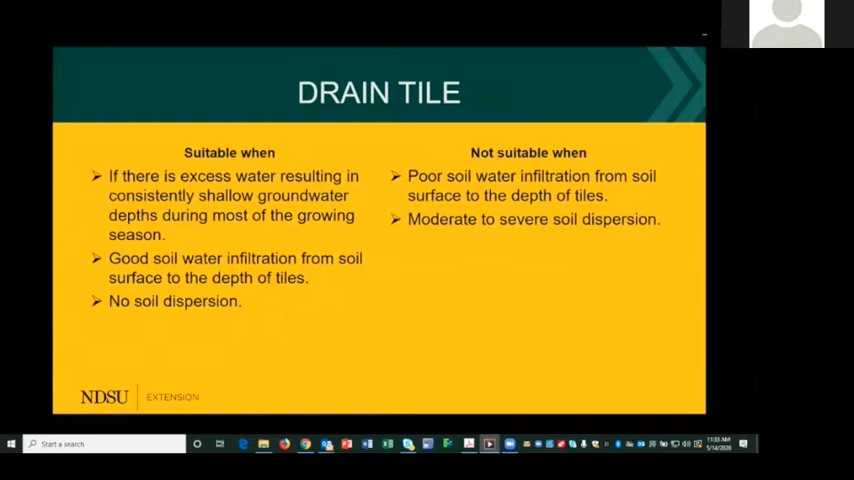 DRAIN TILE
Suitable when
➢ If there is excess water resulting in
consistently shallow groundwater
depths during most of the growing
season.
➢ Good soil water infiltration from soil
surface to the depth of tiles.
➢ No soil dispersion.
Not suitable when
➢ Poor soil water infiltration from soil
surface to the depth of tiles.
➢ Moderate to severe soil dispersion.
NDSU EXTENSION
Start a search
11:33 AM
5/14/2020